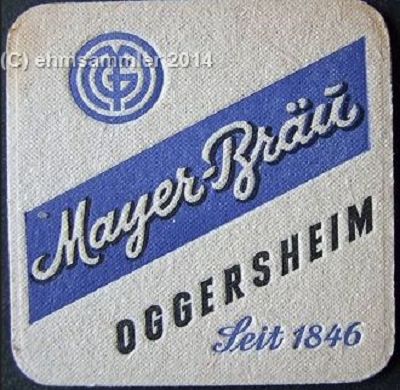 (C) ehmsammler 2014
Mayer-Bräu
OGGERSHEIM
Seit 1846